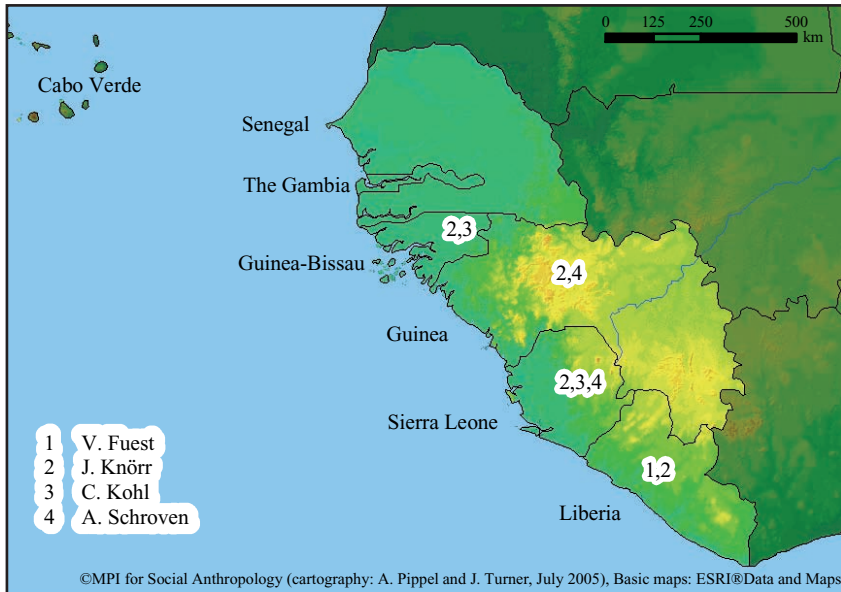 0 125 250 500
km
Cabo Verde
Senegal
The Gambia
2,3
Guinea-Bissau
2,4
Guinea
2,3,4
Sierra Leone
1,2
Liberia
1 V. Fuest
2 J. Knörr
3 C. Kohl
4 A. Schroven
©MPI for Social Anthropology (cartography: A. Pippel and J. Turner, July 2005), Basic maps: ESRI®Data and Maps